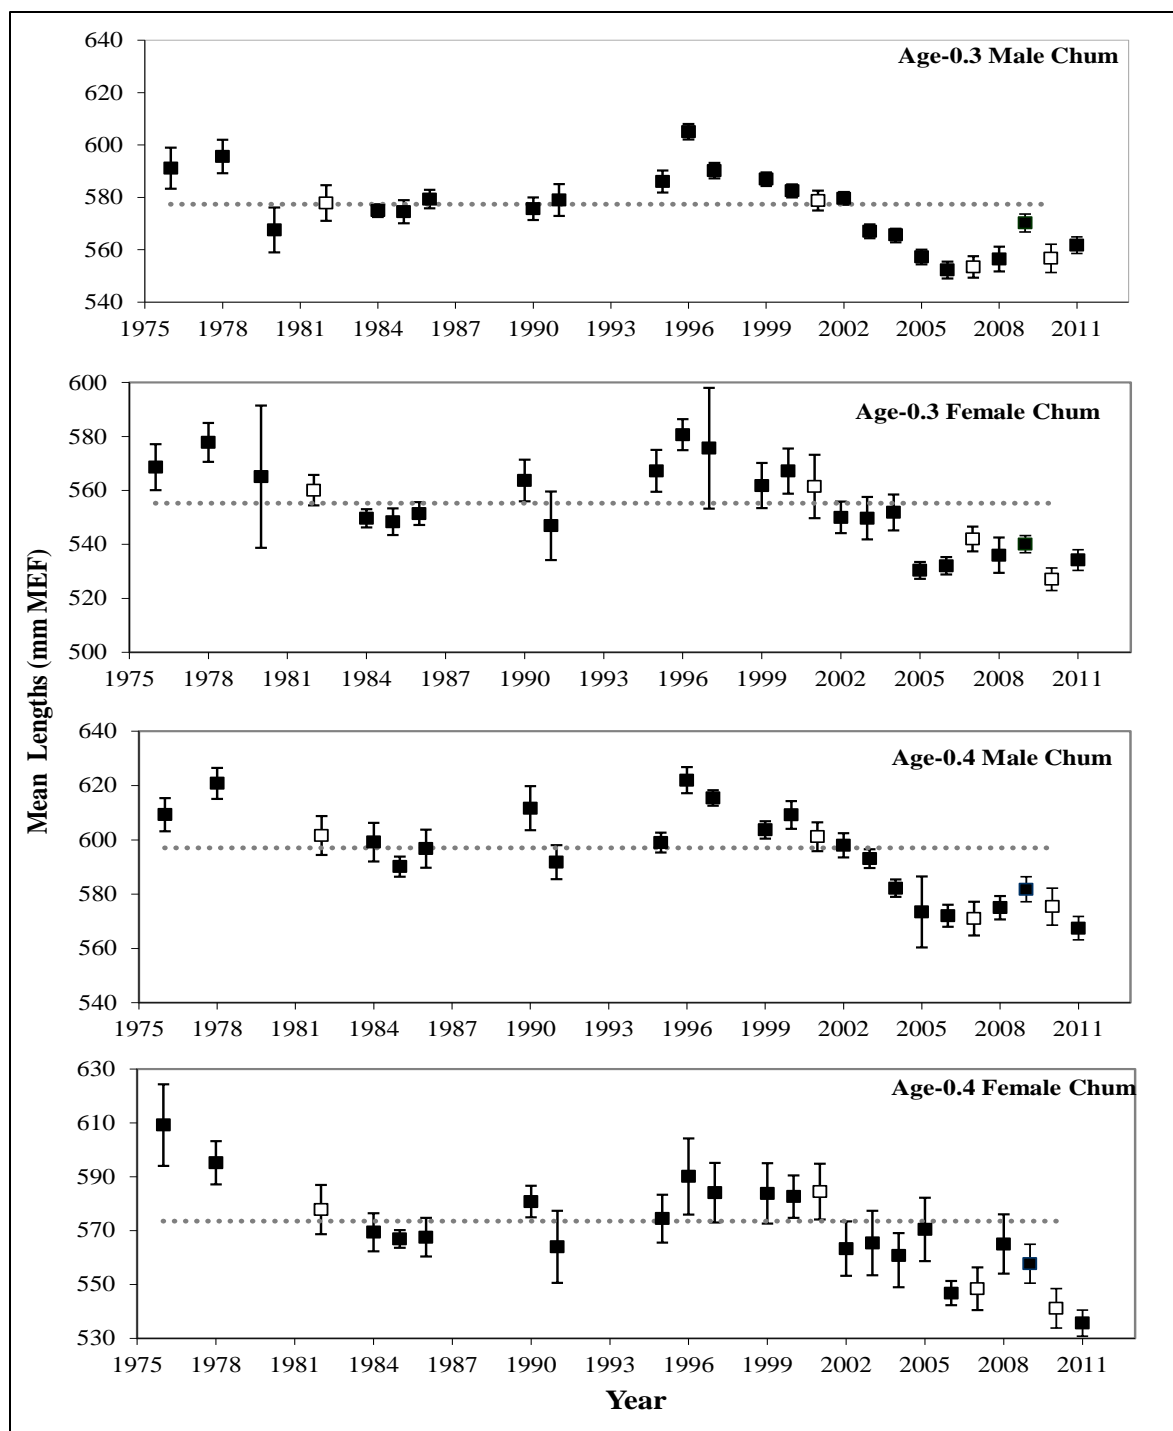 Age-0.3 Male Chum
640
620
600
580
560
540
1975 1978 1981 1984 1987 1990 1993 1996 1999 2002 2005 2008 2011
Age-0.3 Female Chum
600
580
560
540
520
500
1975 1978 1981 1984 1987 1990 1993 1996 1999 2002 2005 2008 2011
Mean Lengths (mm MEF)
Age-0.4 Male Chum
640
620
600
580
560
540
1975 1978 1981 1984 1987 1990 1993 1996 1999 2002 2005 2008 2011
Age-0.4 Female Chum
630
610
590
570
550
530
1975 1978 1981 1984 1987 1990 1993 1996 1999 2002 2005 2008 2011
Year